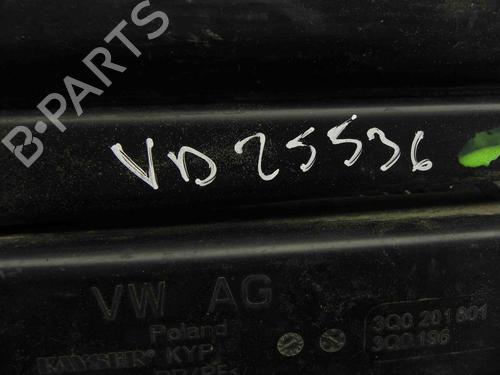 B-PARTS
VD 25536
VW AG
Poland
KAYSER KYP
3Q0 201 801
3Q0 196